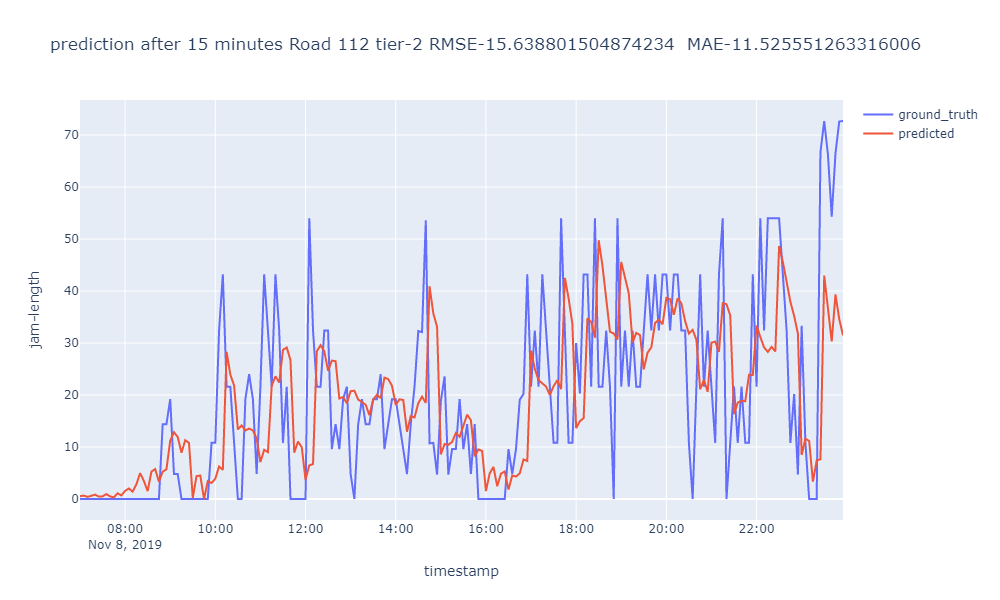 prediction after 15 minutes Road 112 tier-2 RMSE-15.638801504874234  MAE-11.525551263316006
ground_truth
predicted
jam-length
70
60
50
40
30
20
10
0
08:00 10:00 12:00 14:00 16:00 18:00 20:00 22:00
Nov 8, 2019
timestamp